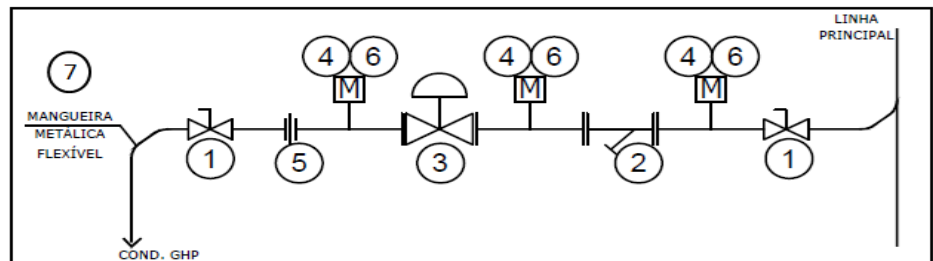 LINHA
PRINCIPAL
4 6 4 6 4 6
7
M M M
MANGUEIRA
METÁLICA
FLEXÍVEL
1 5 3 2 1
COND. GHP